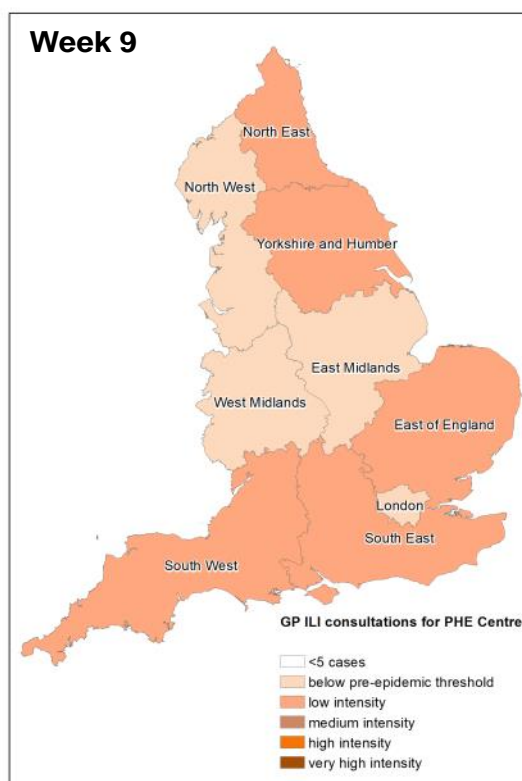 Week 9
North East
North West
Yorkshire and Humber
East Midlands
West Midlands
East of England
London
South East
South West
GP ILI consultations for PHE Centre
<5 cases
below pre-epidemic threshold
low intensity
medium intensity
high intensity
very high intensity